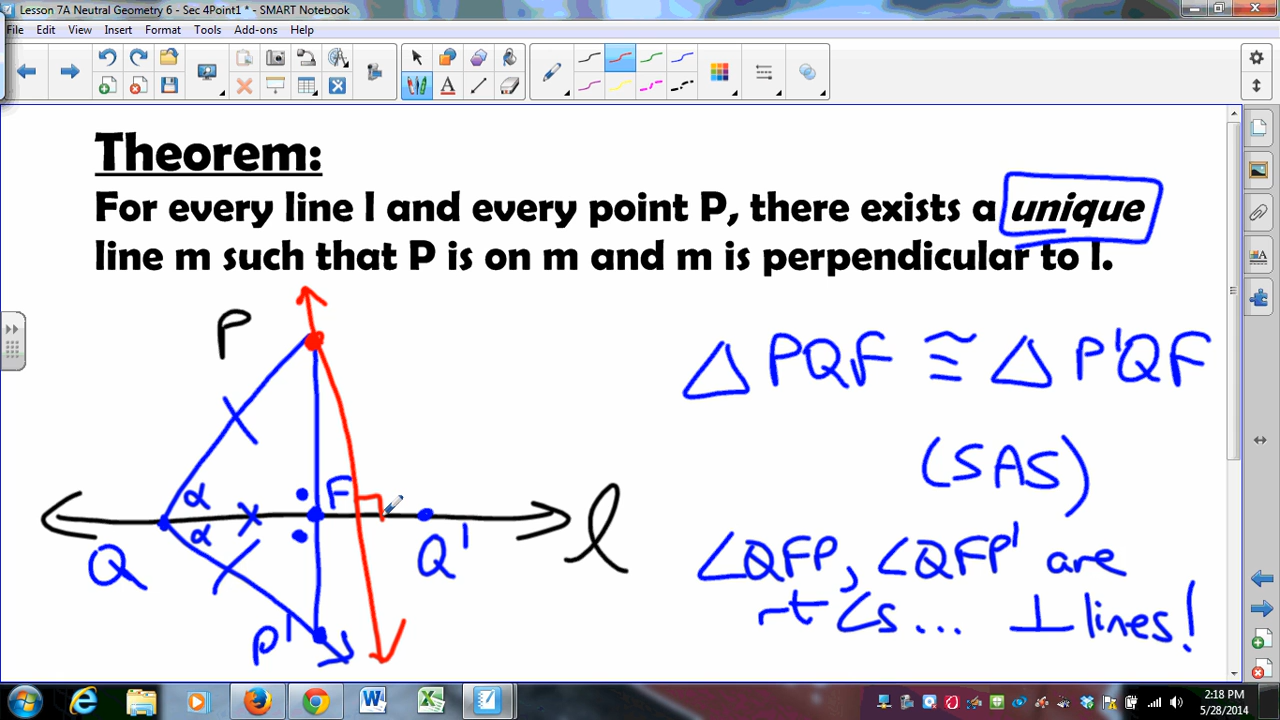 Lesson 7A Neutral Geometry 6 - Sec 4Point1 * - SMART Notebook
File Edit View Insert Format Tools Add-ons Help
Theorem:
For every line l and every point P, there exists a unique
line m such that P is on m and m is perpendicular to l.
P
△PQF ≅ △P'QF
(SAS)
α
F
α
Q
Q'
l
P'
∠QFP, ∠QFP' are
rt ∠s... ⊥ lines!
2:18 PM
5/28/2014